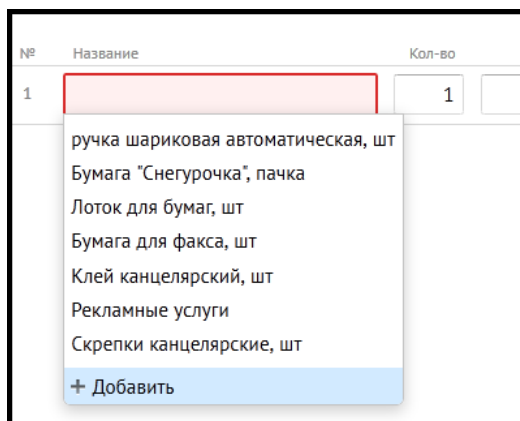 № Название Кол-во
1 1
ручка шариковая автоматическая, шт
Бумага "Снегурочка", пачка
Лоток для бумаг, шт
Бумага для факса, шт
Клей канцелярский, шт
Рекламные услуги
Скрепки канцелярские, шт
+ Добавить